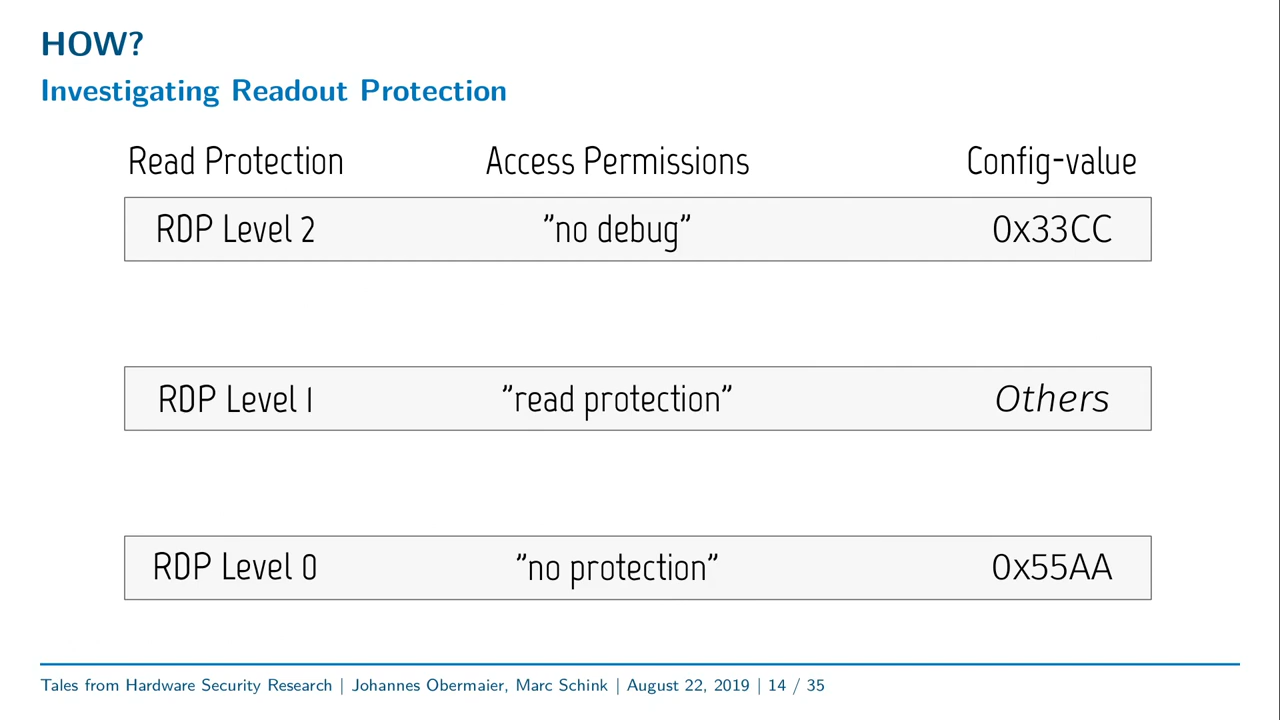 HOW?
Investigating Readout Protection
Read Protection Access Permissions Config-value
RDP Level 2 "no debug" 0x33CC
RDP Level 1 "read protection" Others
RDP Level 0 "no protection" 0x55AA
Tales from Hardware Security Research | Johannes Obermaier, Marc Schink | August 22, 2019 | 14 / 35